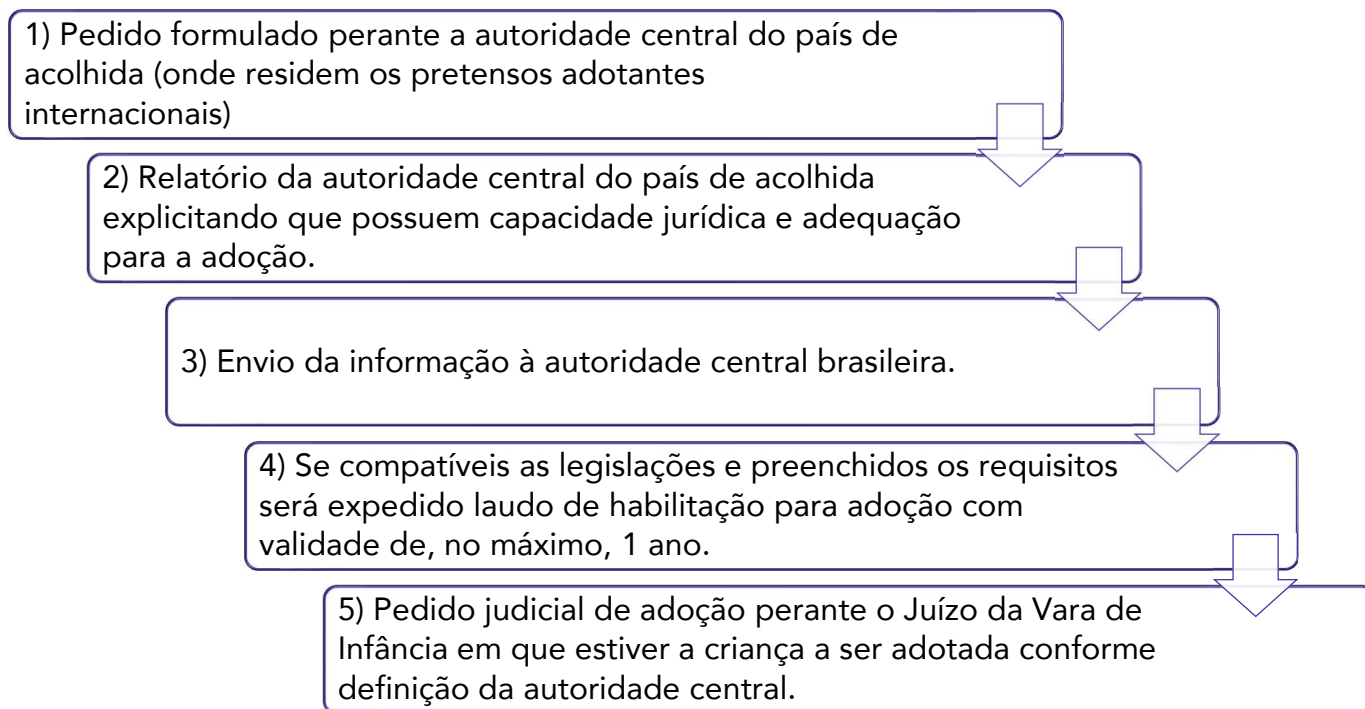 1) Pedido formulado perante a autoridade central do país de
acolhida (onde residem os pretensos adotantes
internacionais)
2) Relatório da autoridade central do país de acolhida
explicitando que possuem capacidade jurídica e adequação
para a adoção.
3) Envio da informação à autoridade central brasileira.
4) Se compatíveis as legislações e preenchidos os requisitos
será expedido laudo de habilitação para adoção com
validade de, no máximo, 1 ano.
5) Pedido judicial de adoção perante o Juízo da Vara de
Infância em que estiver a criança a ser adotada conforme
definição da autoridade central.